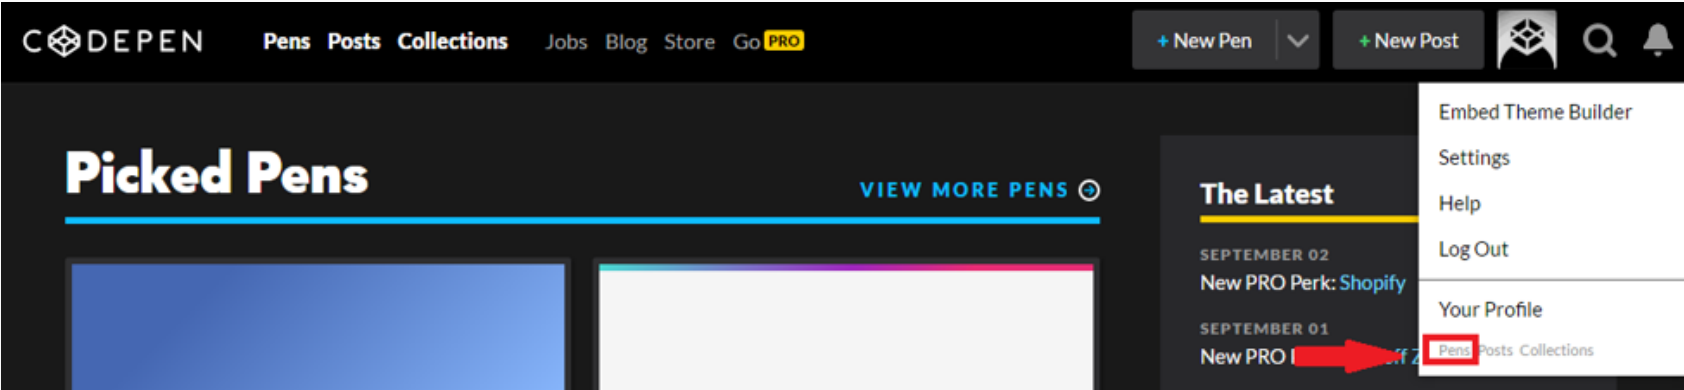 CODEPEN Pens Posts Collections Jobs Blog Store Go PRO + New Pen + New Post
Embed Theme Builder
Settings
Help
Log Out
Your Profile
Pens Posts Collections
Picked Pens
VIEW MORE PENS
The Latest
SEPTEMBER 02
New PRO Perk: Shopify
SEPTEMBER 01
New PRO